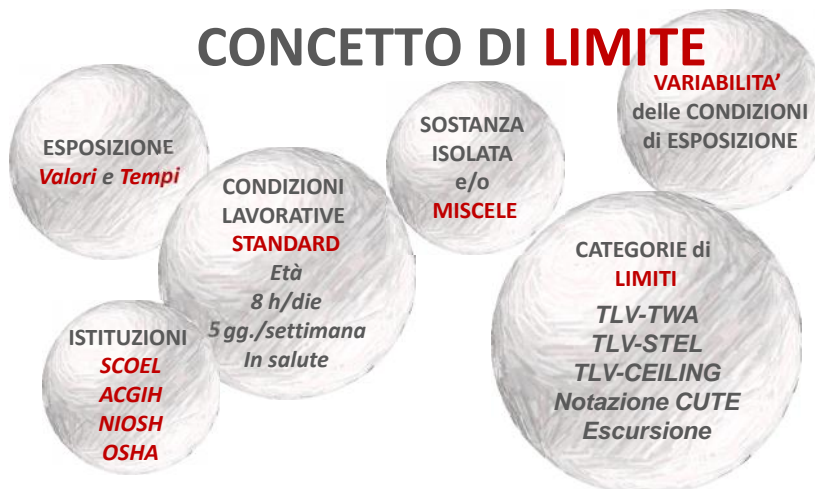 CONCETTO DI LIMITE
ESPOSIZIONE
Valori e Tempi
CONDIZIONI
LAVORATIVE
STANDARD
Età
8 h/die
5 gg./settimana
In salute
ISTITUZIONI
SCOEL
ACGIH
NIOSH
OSHA
SOSTANZA
ISOLATA
e/o
MISCELE
VARIABILITA’
delle CONDIZIONI
di ESPOSIZIONE
CATEGORIE di
LIMITI
TLV-TWA
TLV-STEL
TLV-CEILING
Notazione CUTE
Escursione